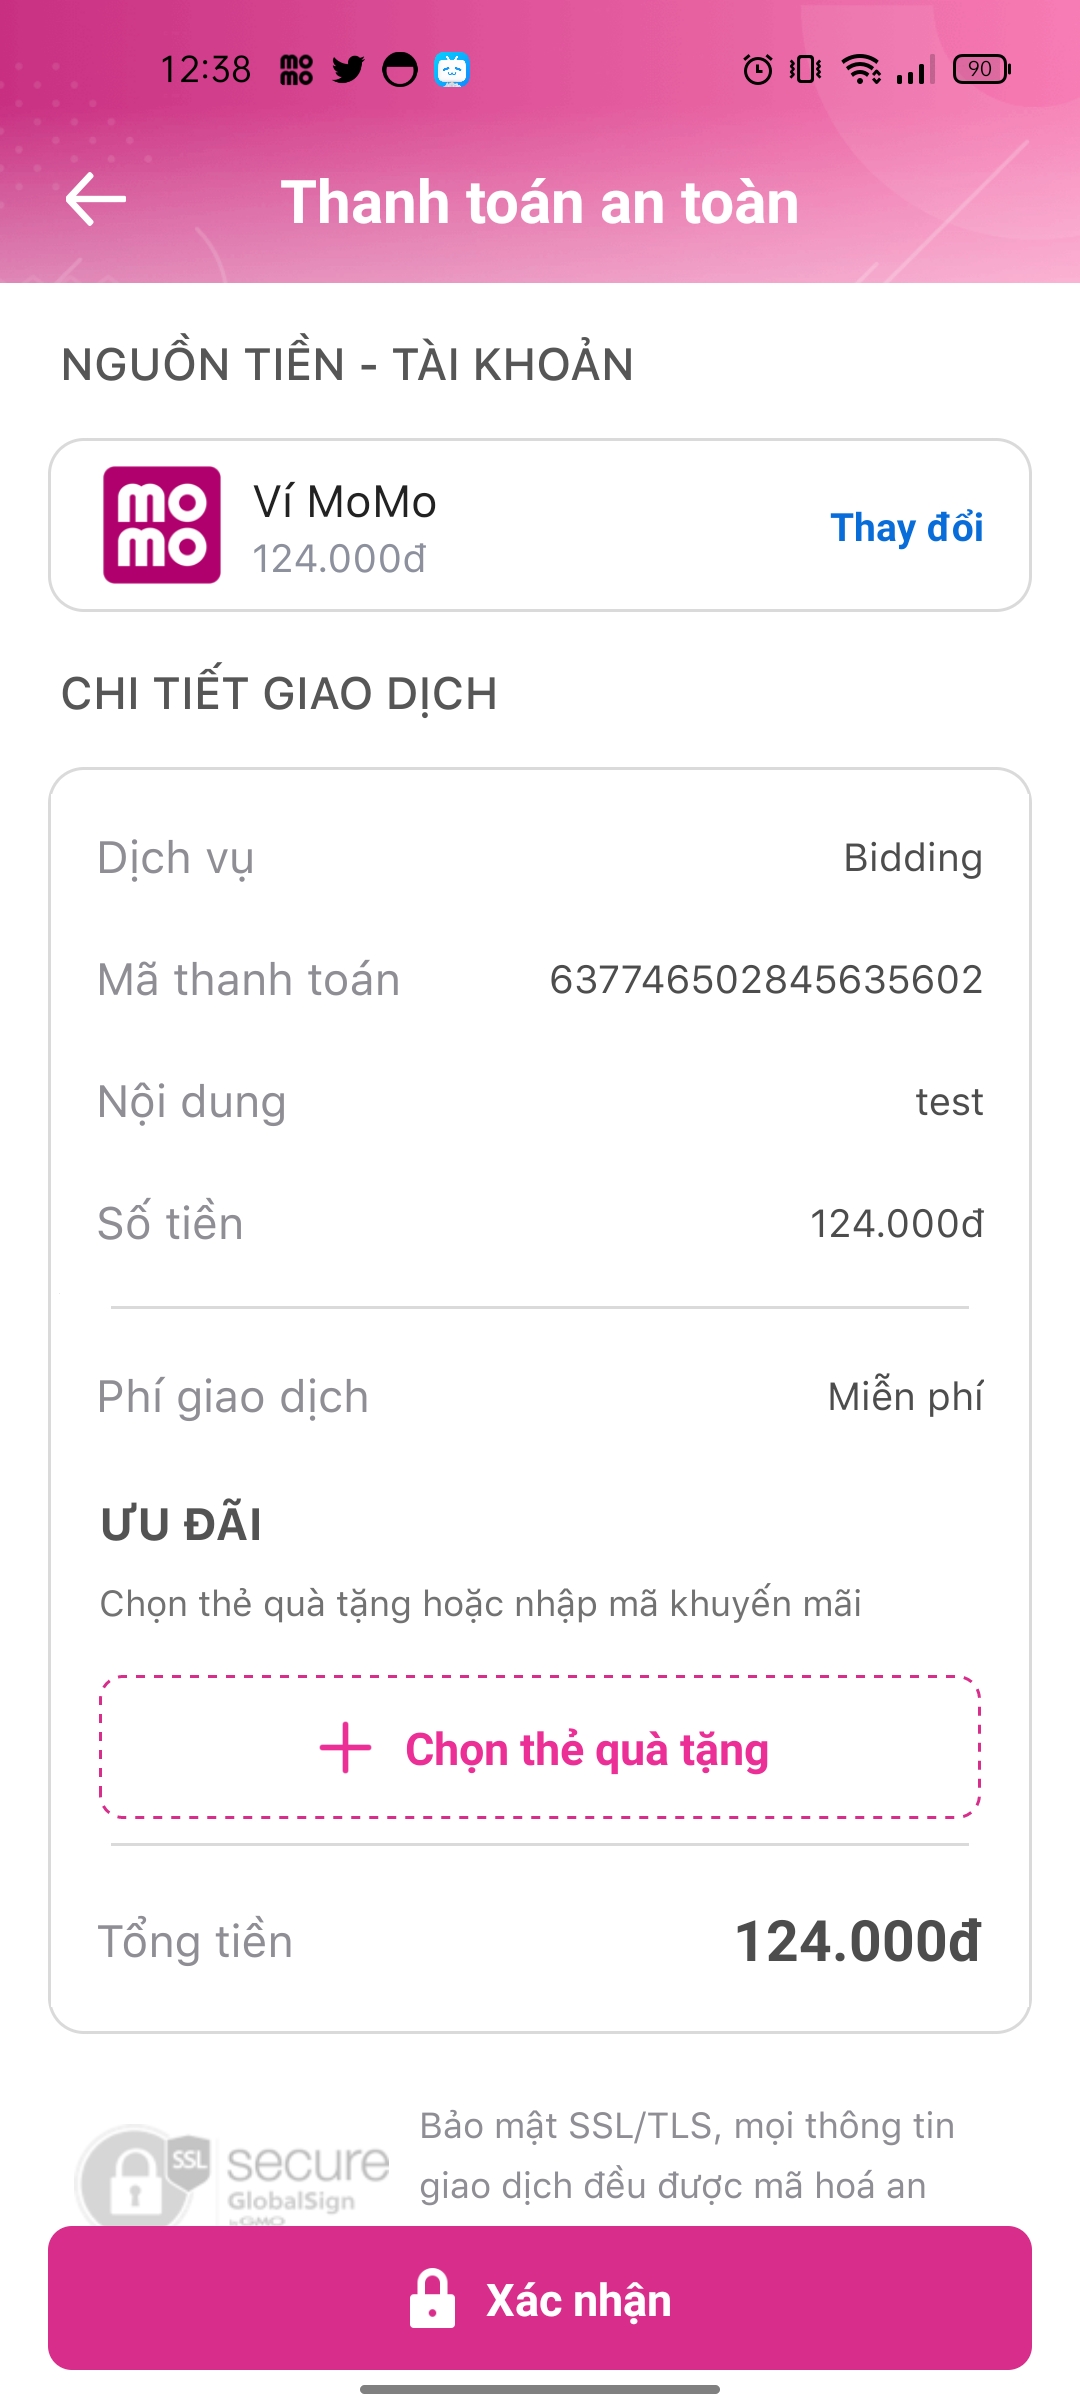 12:38
mo
mo
90
Thanh toán an toàn
NGUỒN TIỀN - TÀI KHOẢN
mo
mo
Ví MoMo
124.000đ
Thay đổi
CHI TIẾT GIAO DỊCH
Dịch vụ
Bidding
Mã thanh toán
637746502845635602
Nội dung
test
Số tiền
124.000đ
Phí giao dịch
Miễn phí
ƯU ĐÃI
Chọn thẻ quà tặng hoặc nhập mã khuyến mãi
Chọn thẻ quà tặng
Tổng tiền
124.000đ
SSL
secure
GlobalSign
by GMO
Bảo mật SSL/TLS, mọi thông tin
giao dịch đều được mã hoá an
Xác nhận